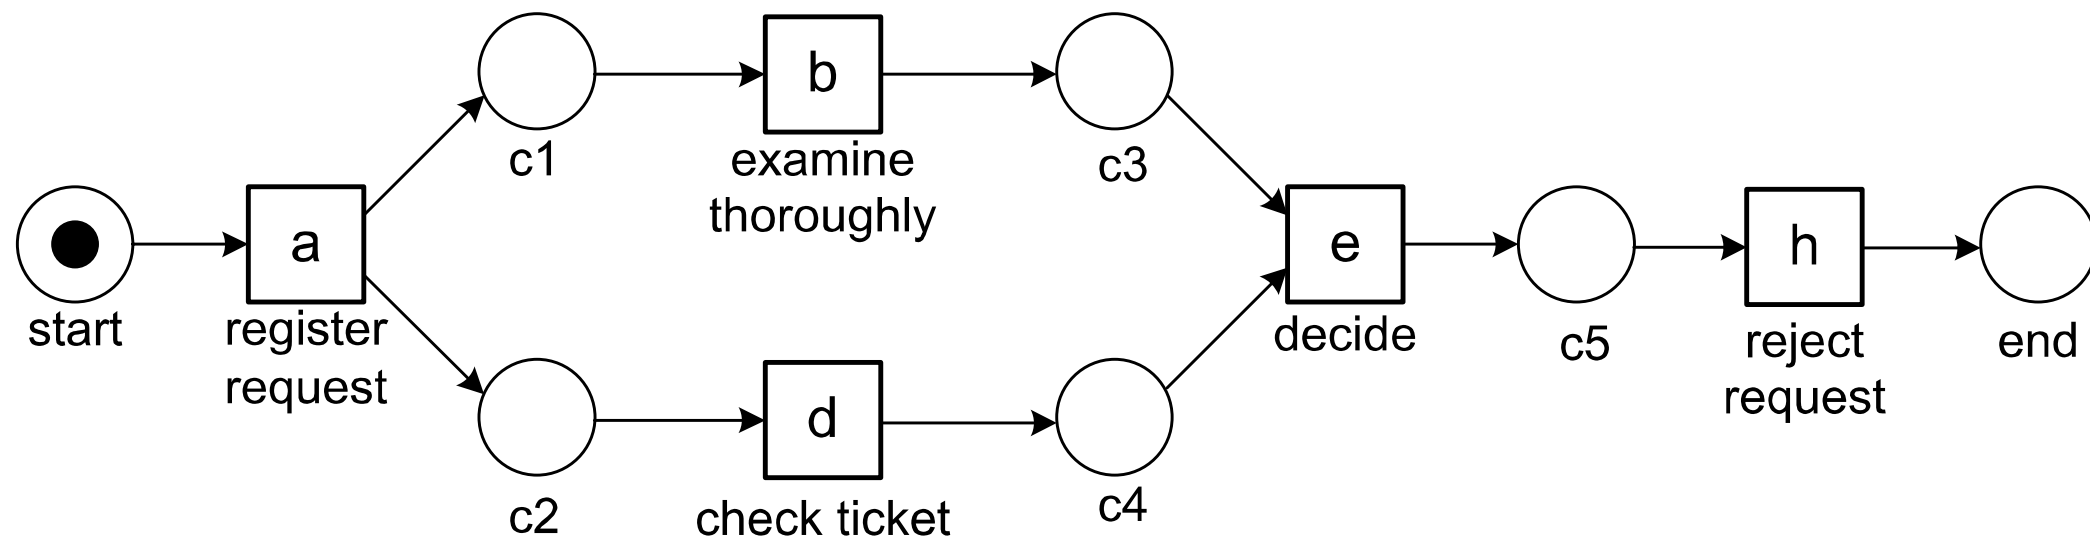 start
a
register
request
c1
b
examine
thoroughly
c3
c2
d
check ticket
c4
e
decide
c5
h
reject
request
end